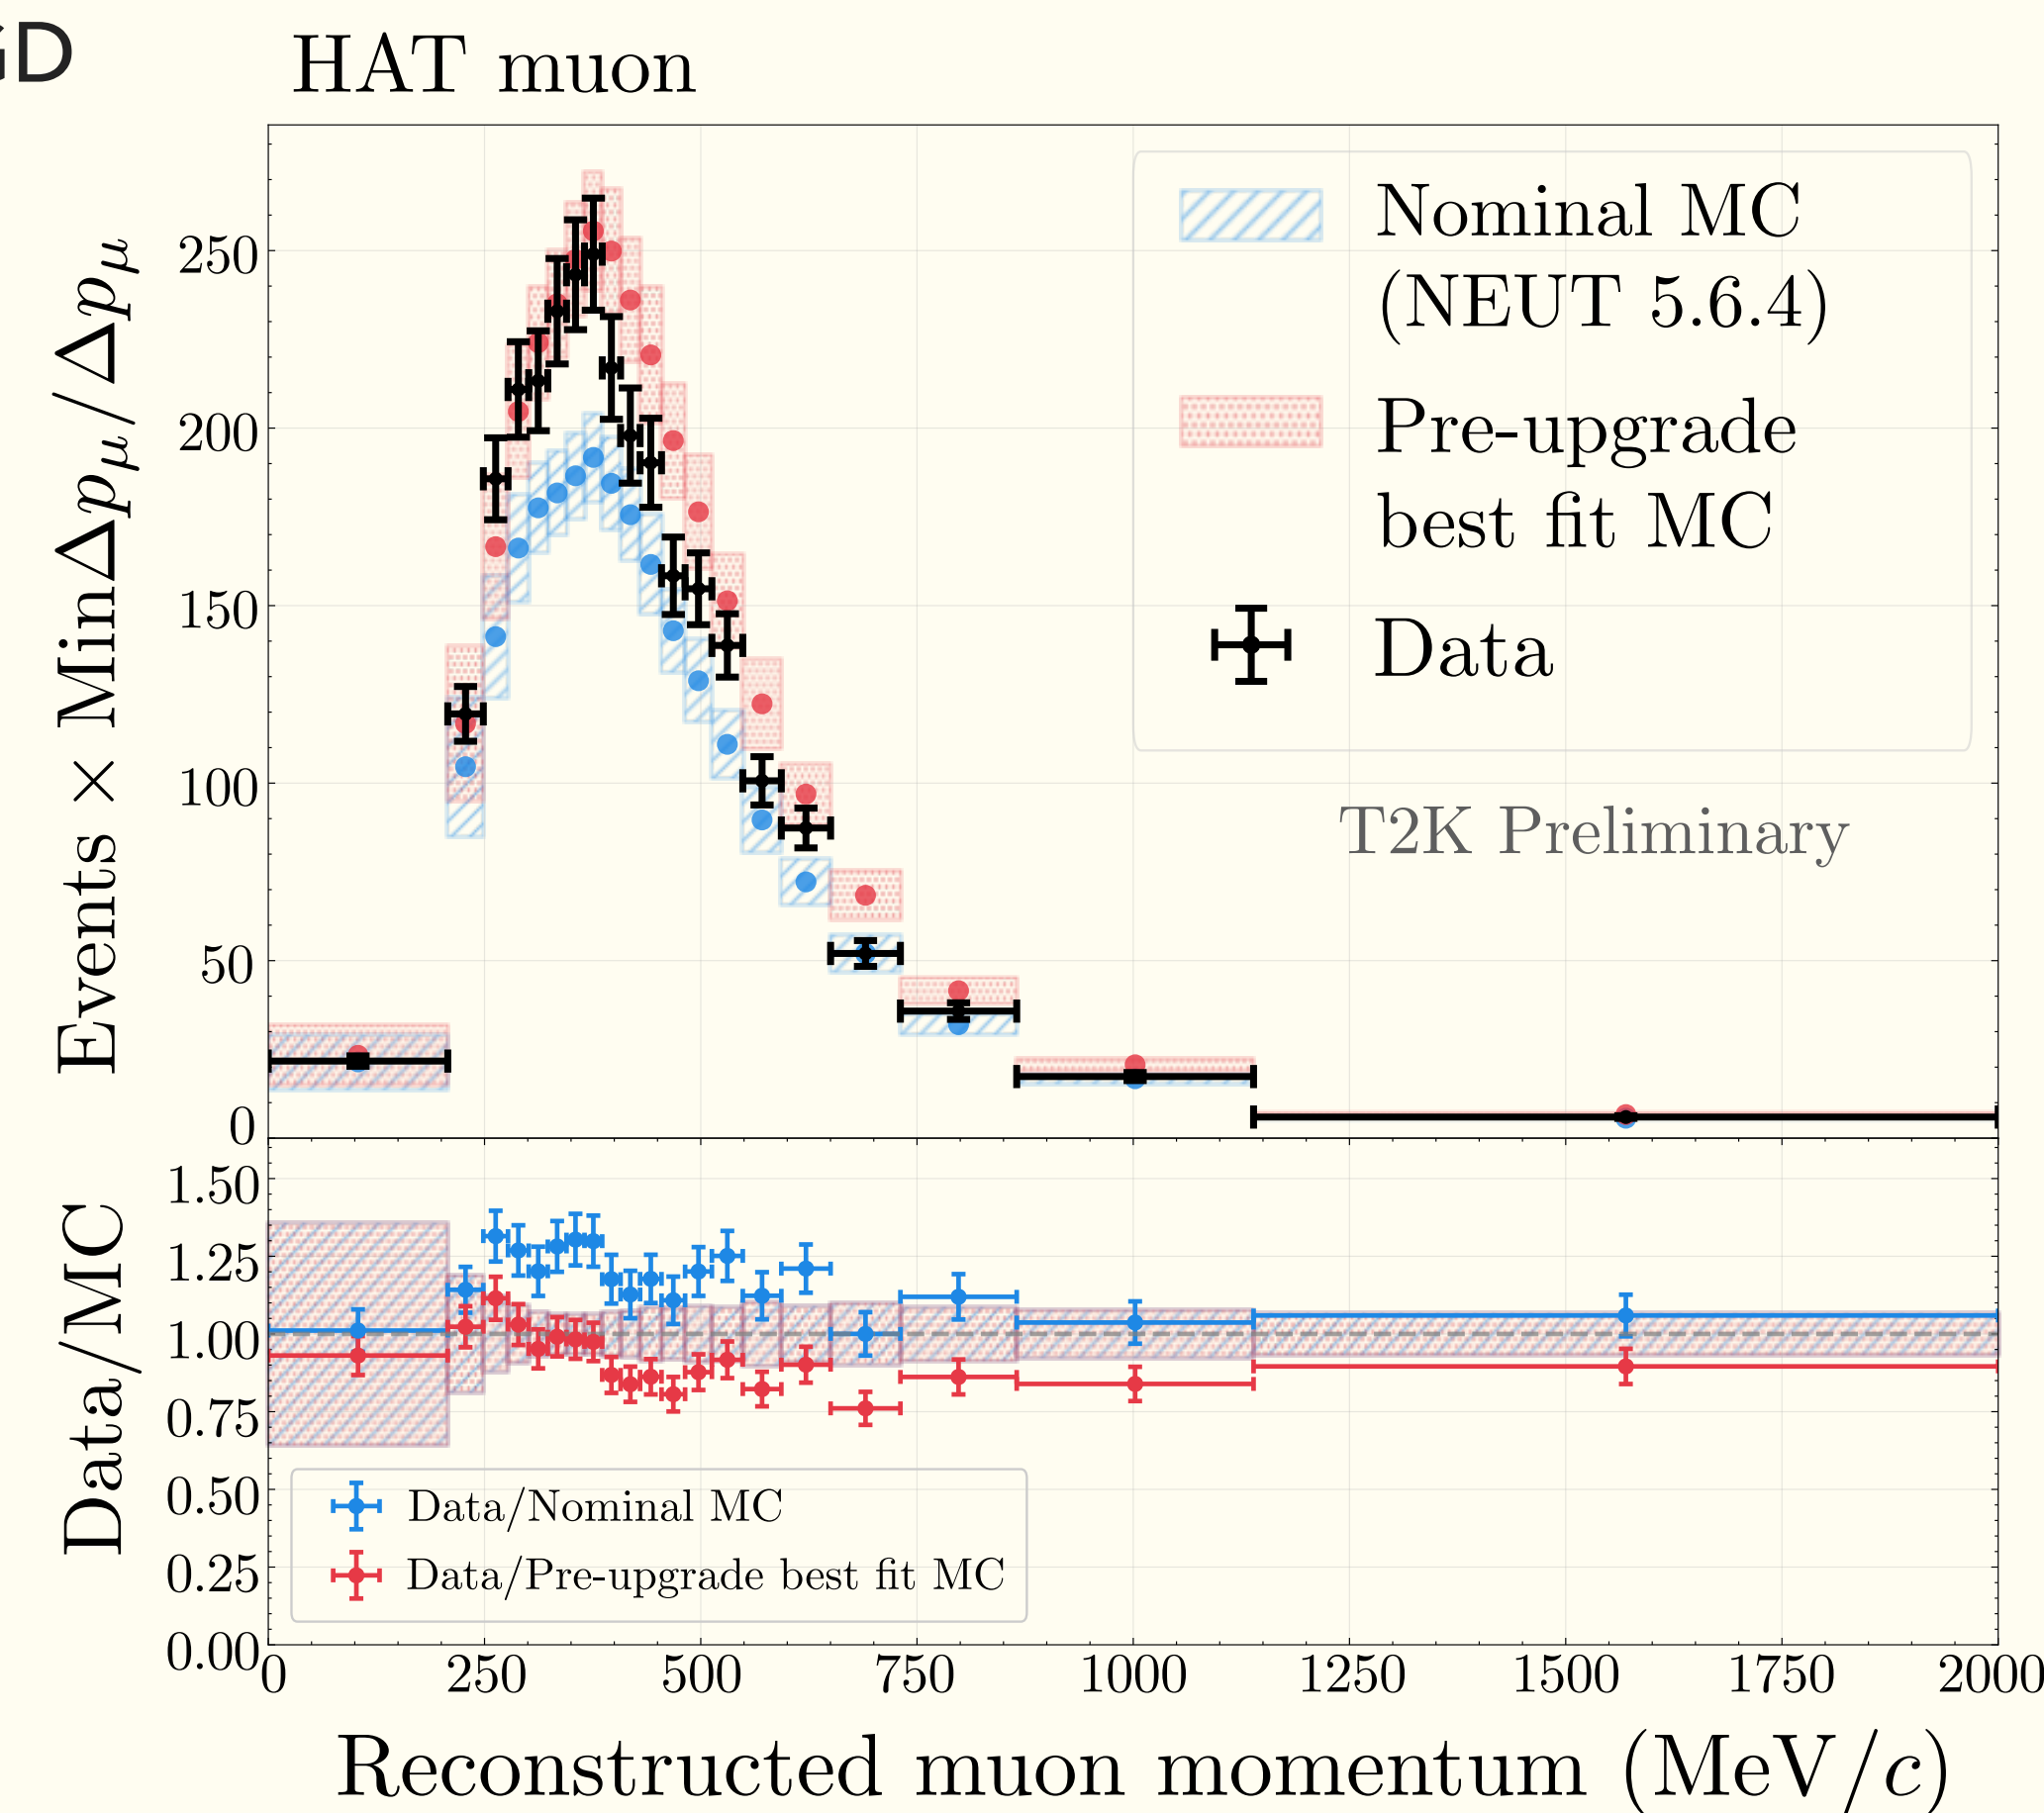 GD
HAT muon
Events × MinΔpμ/Δpμ
250
200
150
100
50
0
Nominal MC
(NEUT 5.6.4)
Pre-upgrade
best fit MC
Data
T2K Preliminary
Data/MC
1.50
1.25
1.00
0.75
0.50
0.25
0.00
Data/Nominal MC
Data/Pre-upgrade best fit MC
0 250 500 750 1000 1250 1500 1750 2000
Reconstructed muon momentum (MeV/c)